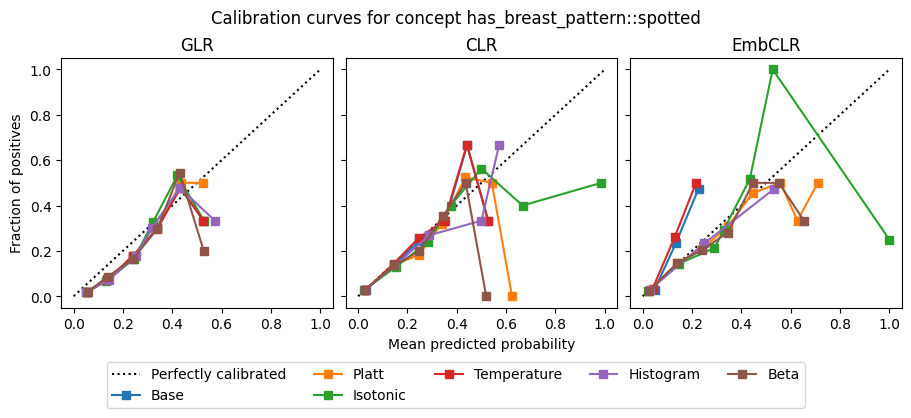 Calibration curves for concept has_breast_pattern::spotted
GLR
CLR
EmbCLR
Fraction of positives
1.0
0.8
0.6
0.4
0.2
0.0
0.0 0.2 0.4 0.6 0.8 1.0
0.0 0.2 0.4 0.6 0.8 1.0
0.0 0.2 0.4 0.6 0.8 1.0
Mean predicted probability
Perfectly calibrated Platt Temperature Histogram Beta
Base Isotonic